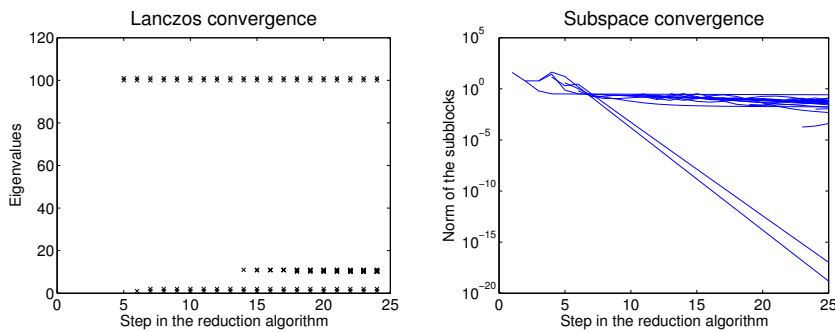 Lanczos convergence
120
100
80
60
40
20
0
0 5 10 15 20 25
Eigenvalues
Step in the reduction algorithm
Subspace convergence
10^5
10^0
10^-5
10^-10
10^-15
10^-20
0 5 10 15 20 25
Norm of the subblocks
Step in the reduction algorithm